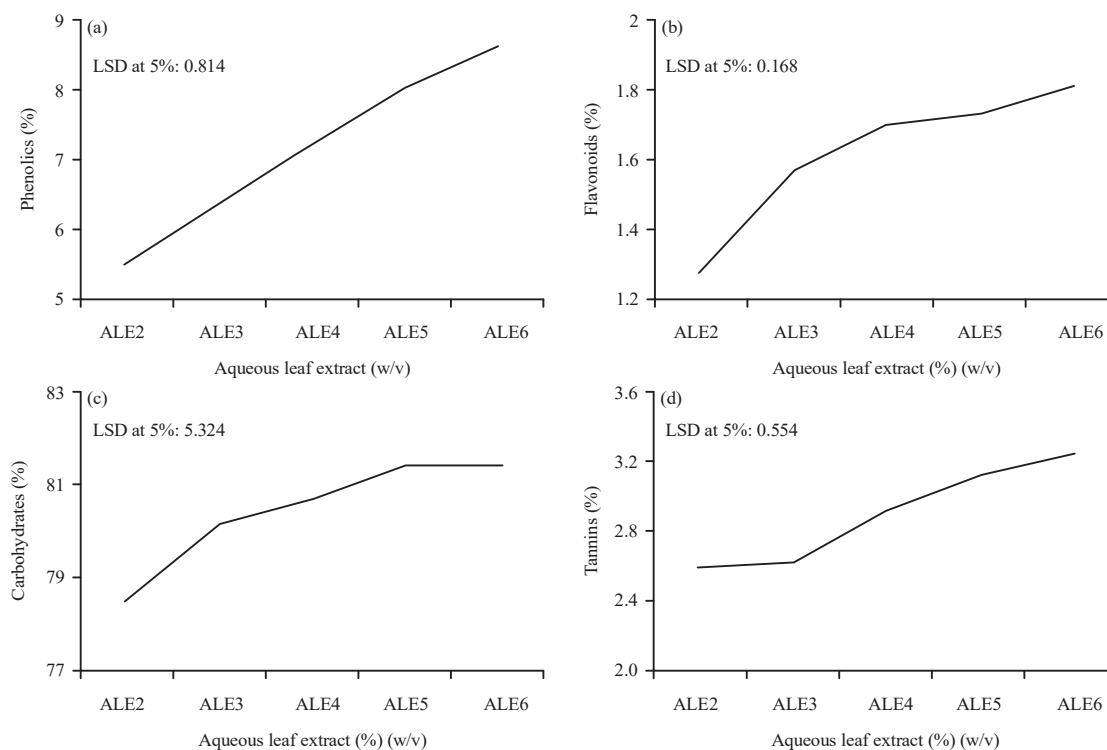 (a)
LSD at 5%: 0.814
9
8
7
6
5
Phenolics (%)
ALE2 ALE3 ALE4 ALE5 ALE6
Aqueous leaf extract (w/v)
(b)
LSD at 5%: 0.168
2
1.8
1.6
1.4
1.2
Flavonoids (%)
ALE2 ALE3 ALE4 ALE5 ALE6
Aqueous leaf extract (%) (w/v)
(c)
LSD at 5%: 5.324
83
81
79
77
Carbohydrates (%)
ALE2 ALE3 ALE4 ALE5 ALE6
Aqueous leaf extract (%) (w/v)
(d)
LSD at 5%: 0.554
3.6
3.2
2.8
2.4
2.0
Tannins (%)
ALE2 ALE3 ALE4 ALE5 ALE6
Aqueous leaf extract (%) (w/v)